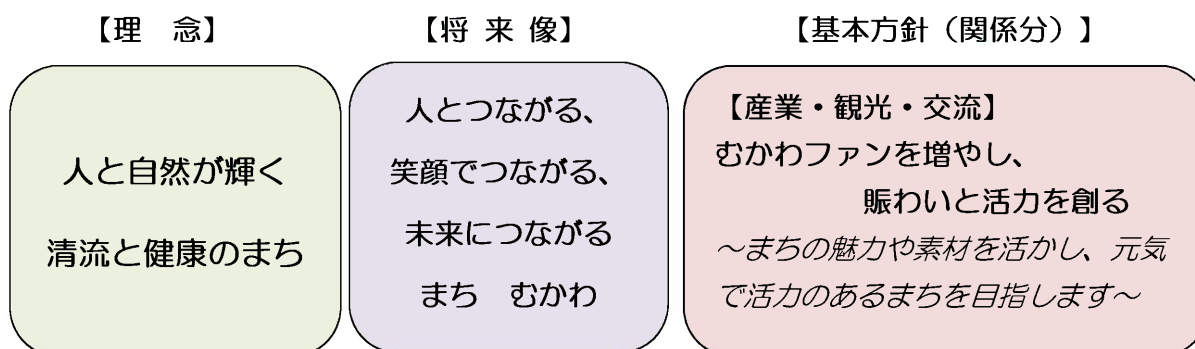 【理　念】
人と自然が輝く
清流と健康のまち
【将 来 像】
人とつながる、
笑顔でつながる、
未来につながる
まち　むかわ
【基本方針（関係分）】
【産業・観光・交流】
むかわファンを増やし、
賑わいと活力を創る
～まちの魅力や素材を活かし、元気
で活力のあるまちを目指します～